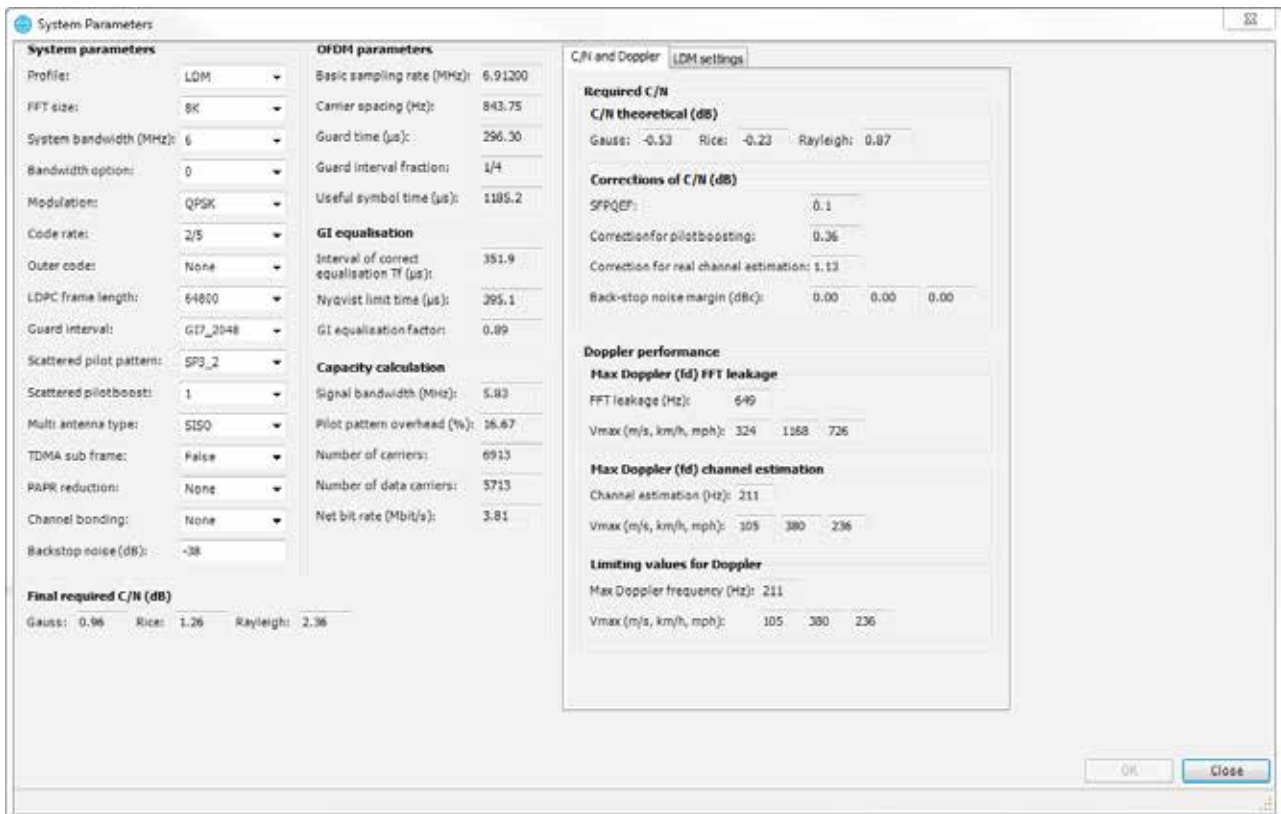 System Parameters
System parameters
Profile: LDM
FFT size: 8K
System bandwidth (MHz): 6
Bandwidth option: 0
Modulation: QPSK
Code rate: 2/5
Outer code: None
LDPC frame length: 64800
Guard interval: GI7_2048
Scattered pilot pattern: SP3_2
Scattered pilotboost: 1
Multi antenna type: SISO
TDMA sub frame: False
PAPR reduction: None
Channel bonding: None
Backstop noise (dB): -38
Final required C/N (dB)
Gauss: 0.96 Rice: 1.26 Rayleigh: 2.36
OFDM parameters
Basic sampling rate (MHz): 6.91200
Carrier spacing (Hz): 843.75
Guard time (µs): 296.30
Guard interval fraction: 1/4
Useful symbol time (µs): 1185.2
GI equalisation
Interval of correct
equalisation Tf (µs): 351.9
Nyqvist limit time (µs): 395.1
GI equalisation factor: 0.89
Capacity calculation
Signal bandwidth (MHz): 5.83
Pilot pattern overhead (%): 16.67
Number of carriers: 6913
Number of data carriers: 5713
Net bit rate (Mbit/s): 3.81
C/N and Doppler LDM settings
Required C/N
C/N theoretical (dB)
Gauss: -0.53 Rice: -0.23 Rayleigh: 0.87
Corrections of C/N (dB)
SFPQEF: 0.1
Correctionfor pilotboosting: 0.36
Correction for real channel estimation: 1.13
Back-stop noise margin (dBc): 0.00 0.00 0.00
Doppler performance
Max Doppler (fd) FFT leakage
FFT leakage (Hz): 649
Vmax (m/s, km/h, mph): 324 1168 726
Max Doppler (fd) channel estimation
Channel estimation (Hz): 211
Vmax (m/s, km/h, mph): 105 380 236
Limiting values for Doppler
Max Doppler frequency (Hz): 211
Vmax (m/s, km/h, mph): 105 380 236
OK Close